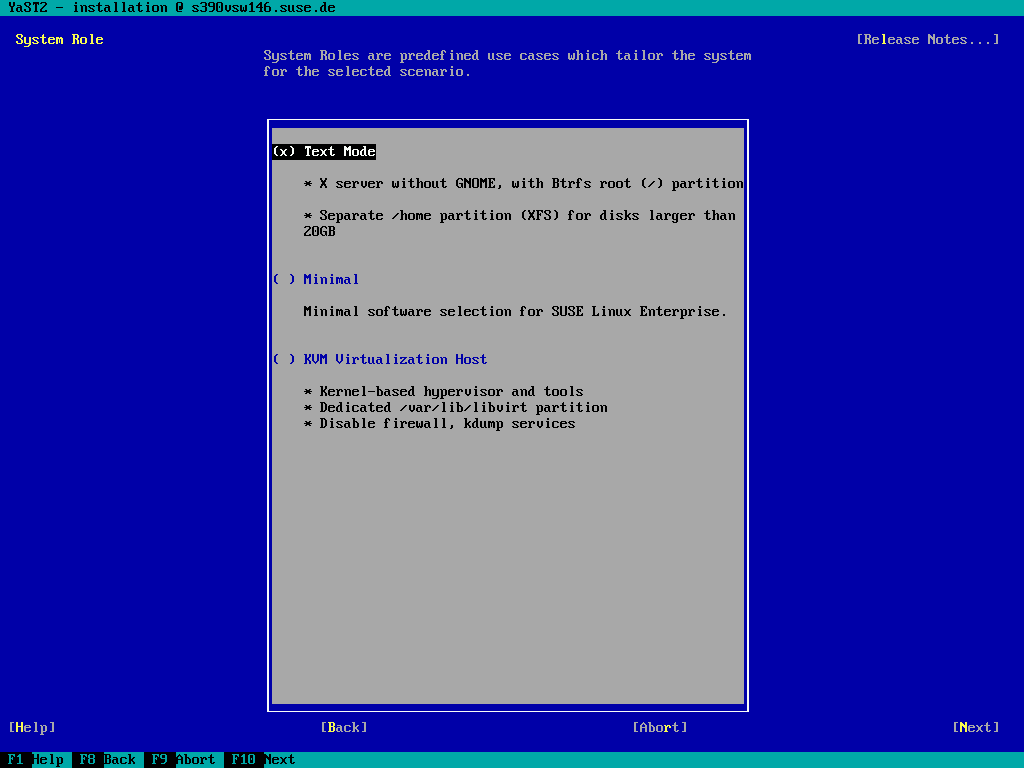 YaST2 - installation @ s390vsw146.suse.de
System Role [Release Notes...]
System Roles are predefined use cases which tailor the system
for the selected scenario.
(x) Text Mode
* X server without GNOME, with Btrfs root (/) partition
* Separate /home partition (XFS) for disks larger than
20GB
( ) Minimal
Minimal software selection for SUSE Linux Enterprise.
( ) KVM Virtualization Host
* Kernel-based hypervisor and tools
* Dedicated /var/lib/libvirt partition
* Disable firewall, kdump services
[Help] [Back] [Abort] [Next]
F1 Help F8 Back F9 Abort F10 Next